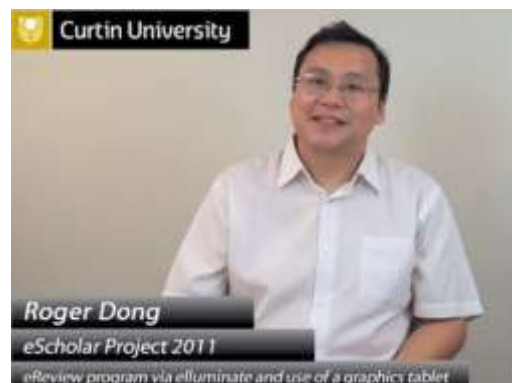 Curtin University
Roger Dong
eScholar Project 2011
eReview program via elluminate and use of a graphics tablet